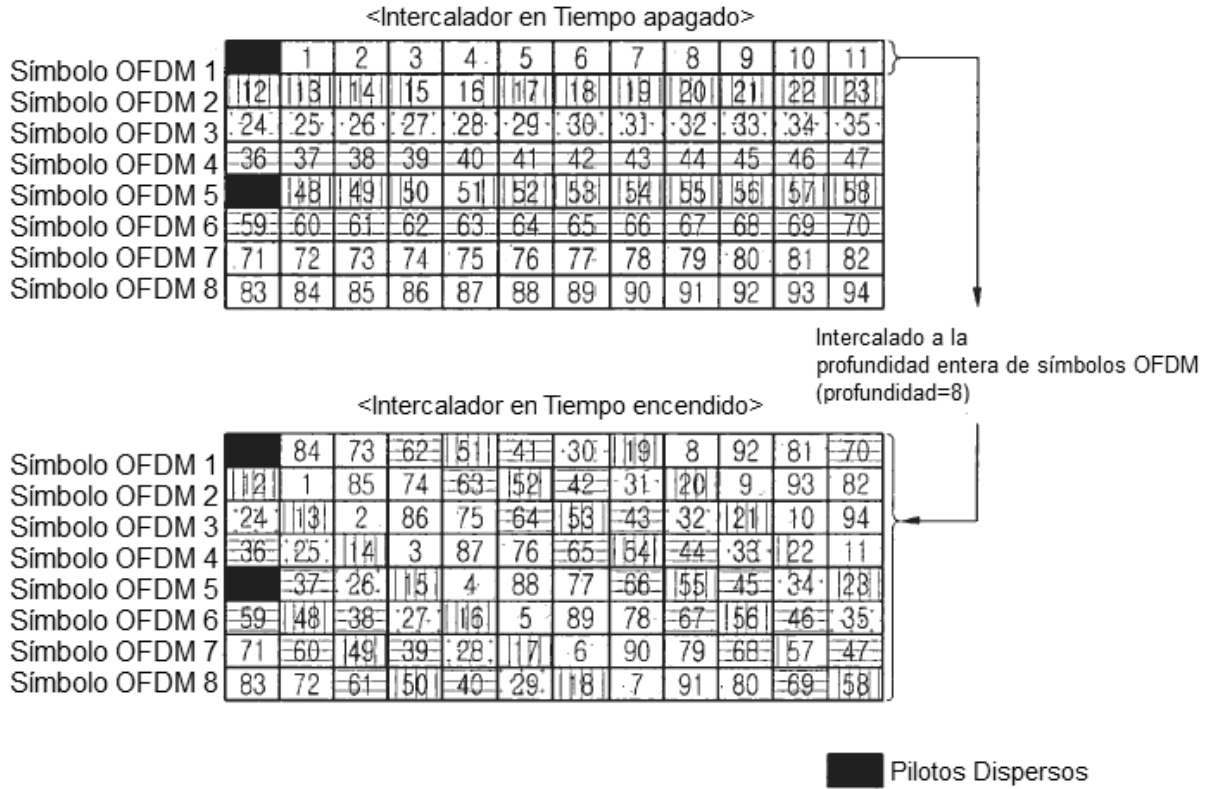 <Intercalador en Tiempo apagado>
Símbolo OFDM 1 1 2 3 4 5 6 7 8 9 10 11
Símbolo OFDM 2 12 13 14 15 16 17 18 19 20 21 22 23
Símbolo OFDM 3 24 25 26 27 28 29 30 31 32 33 34 35
Símbolo OFDM 4 36 37 38 39 40 41 42 43 44 45 46 47
Símbolo OFDM 5 48 49 50 51 52 53 54 55 56 57 58
Símbolo OFDM 6 59 60 61 62 63 64 65 66 67 68 69 70
Símbolo OFDM 7 71 72 73 74 75 76 77 78 79 80 81 82
Símbolo OFDM 8 83 84 85 86 87 88 89 90 91 92 93 94
Intercalado a la
profundidad entera de símbolos OFDM
(profundidad=8)
<Intercalador en Tiempo encendido>
Símbolo OFDM 1 84 73 62 51 41 30 19 8 92 81 70
Símbolo OFDM 2 12 1 85 74 63 52 42 31 20 9 93 82
Símbolo OFDM 3 24 13 2 86 75 64 53 43 32 21 10 94
Símbolo OFDM 4 36 25 14 3 87 76 65 54 44 33 22 11
Símbolo OFDM 5 37 26 15 4 88 77 66 55 45 34 23
Símbolo OFDM 6 59 48 38 27 16 5 89 78 67 56 46 35
Símbolo OFDM 7 71 60 49 39 28 17 6 90 79 68 57 47
Símbolo OFDM 8 83 72 61 50 40 29 18 7 91 80 69 58
Pilotos Dispersos